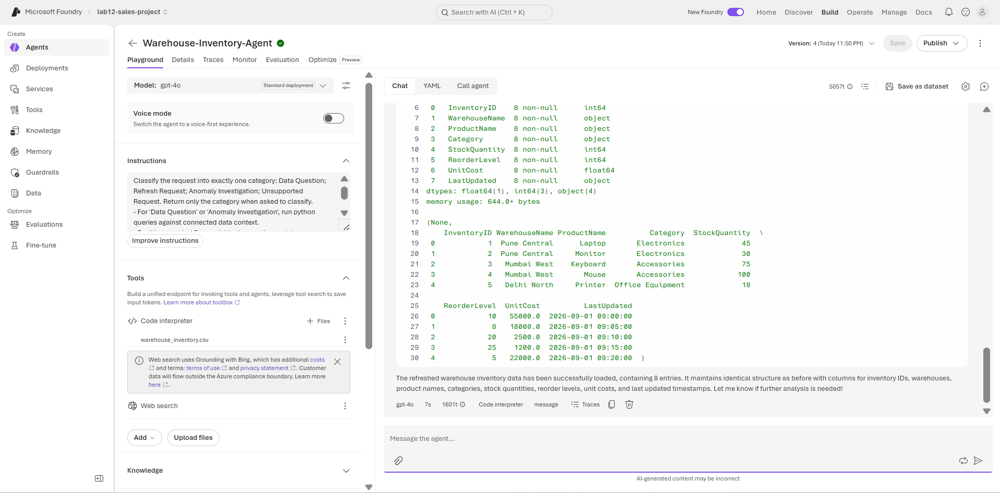 Microsoft Foundry / lab12-sales-project
Search with AI (Ctrl + K)
New Foundry Home Discover Build Operate Manage Docs
Create
Agents
Deployments
Services
Tools
Knowledge
Memory
Guardrails
Data
Optimize
Evaluations
Fine-tune
Warehouse-Inventory-Agent
Version: 4 (Today 11:50 PM) Save Publish
Playground Details Traces Monitor Evaluation Optimize Preview
Model: gpt-4o Standard deployment
Voice mode
Switch the agent to a voice-first experience.
Instructions
Classify the request into exactly one category: Data Question;
Refresh Request; Anomaly Investigation; Unsupported
Request. Return only the category when asked to classify.
- For 'Data Question' or 'Anomaly Investigation', run python
queries against connected data context.
Improve instructions
Tools
Build a unified endpoint for invoking tools and agents, leverage tool search to save
input tokens. Learn more about toolbox
</> Code interpreter + Files
warehouse_inventory.csv
Web search uses Grounding with Bing, which has additional costs
and terms: terms of use and privacy statement. Customer
data will flow outside the Azure compliance boundary. Learn more
here.
Web search
Add Upload files
Knowledge
Chat YAML Call agent
5057t Save as dataset
6 0 InventoryID 8 non-null int64
7 1 WarehouseName 8 non-null object
8 2 ProductName 8 non-null object
9 3 Category 8 non-null object
10 4 StockQuantity 8 non-null int64
11 5 ReorderLevel 8 non-null int64
12 6 UnitCost 8 non-null float64
13 7 LastUpdated 8 non-null object
14 dtypes: float64(1), int64(3), object(4)
15 memory usage: 644.0+ bytes
16
17 (None,
18 InventoryID WarehouseName ProductName Category StockQuantity \
19 0 1 Pune Central Laptop Electronics 45
20 1 2 Pune Central Monitor Electronics 30
21 2 3 Mumbai West Keyboard Accessories 75
22 3 4 Mumbai West Mouse Accessories 100
23 4 5 Delhi North Printer Office Equipment 18
24
25 ReorderLevel UnitCost LastUpdated
26 0 10 55000.0 2026-09-01 09:00:00
27 1 8 18000.0 2026-09-01 09:05:00
28 2 20 2500.0 2026-09-01 09:10:00
29 3 25 1200.0 2026-09-01 09:15:00
30 4 5 22000.0 2026-09-01 09:20:00 )
The refreshed warehouse inventory data has been successfully loaded, containing 8 entries. It maintains identical structure as before with columns for inventory IDs, warehouses,
product names, categories, stock quantities, reorder levels, unit costs, and last updated timestamps. Let me know if further analysis is needed!
gpt-4o 7s 1601t Code interpreter message Traces
Message the agent...
AI-generated content may be incorrect